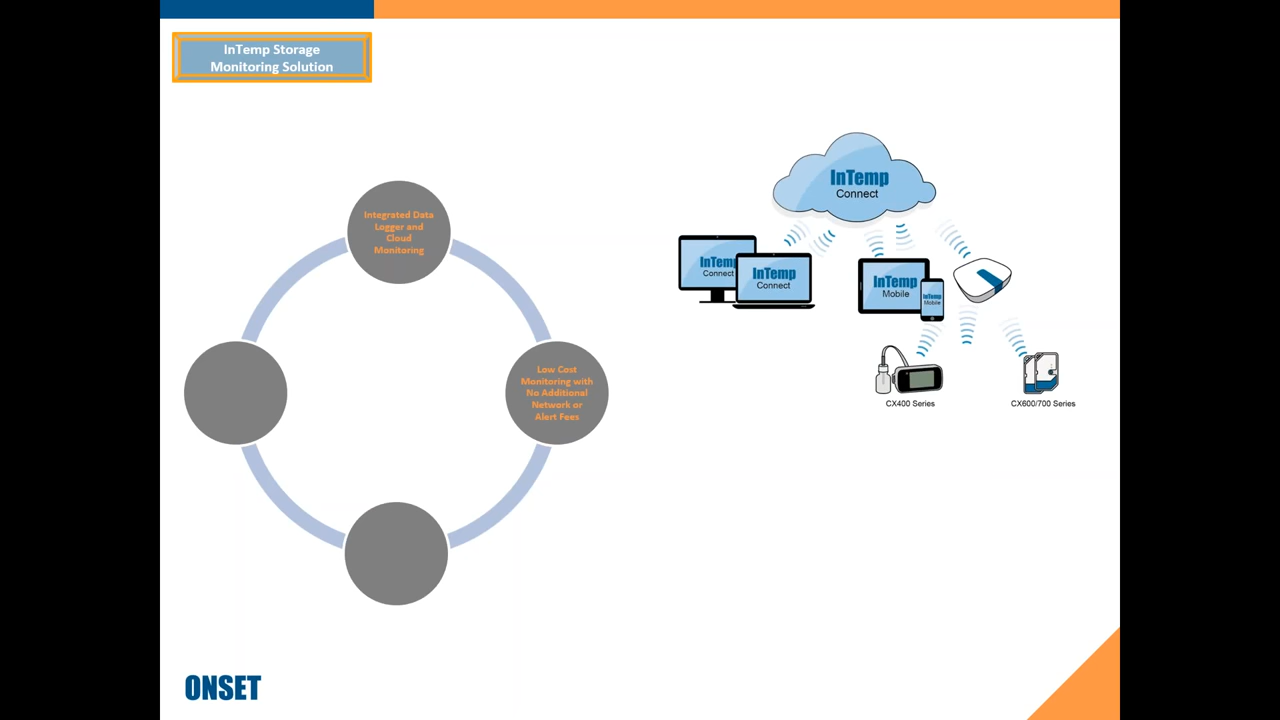 InTemp Storage
Monitoring Solution
Integrated Data
Logger and
Cloud
Monitoring
Low Cost
Monitoring with
No Additional
Network or
Alert Fees
InTemp
Connect
InTemp
Connect
InTemp
Connect
InTemp
Mobile
InTemp
Mobile
CX400 Series
CX600/700 Series
ONSET